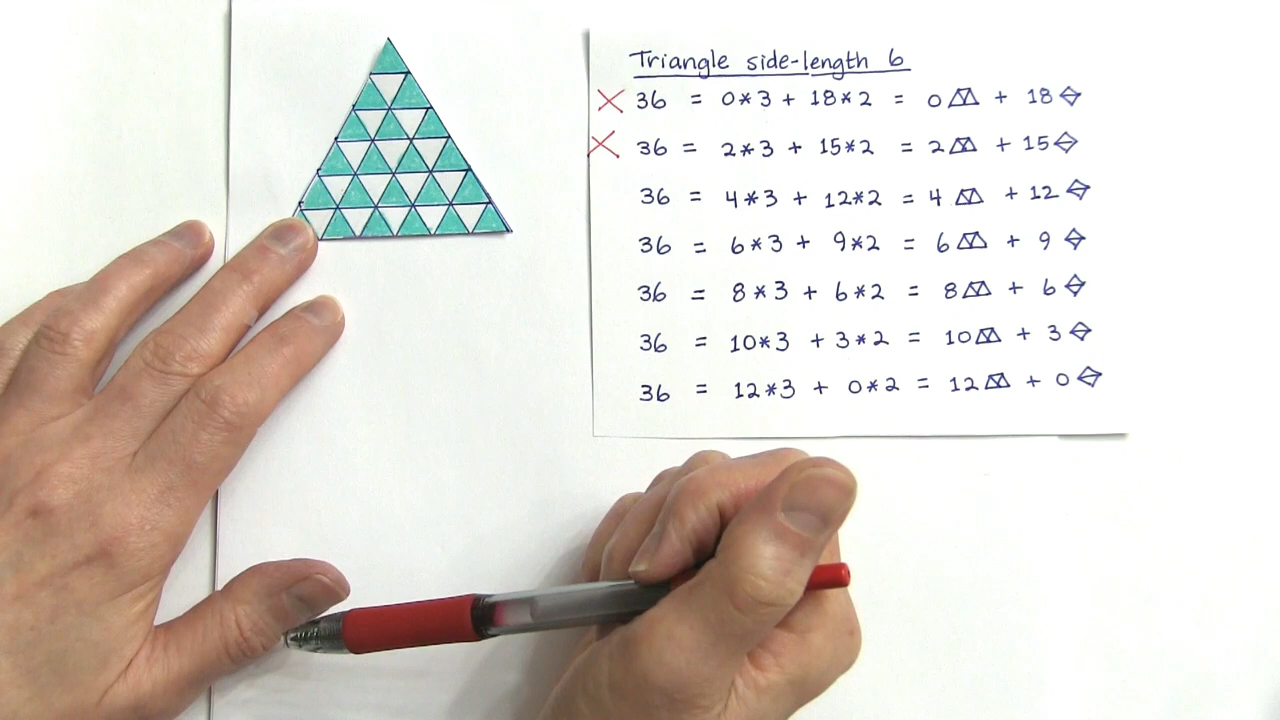 Triangle side-length 6
36 = 0*3 + 18*2 = 0 + 18
36 = 2*3 + 15*2 = 2 + 15
36 = 4*3 + 12*2 = 4 + 12
36 = 6*3 + 9*2 = 6 + 9
36 = 8*3 + 6*2 = 8 + 6
36 = 10*3 + 3*2 = 10 + 3
36 = 12*3 + 0*2 = 12 + 0